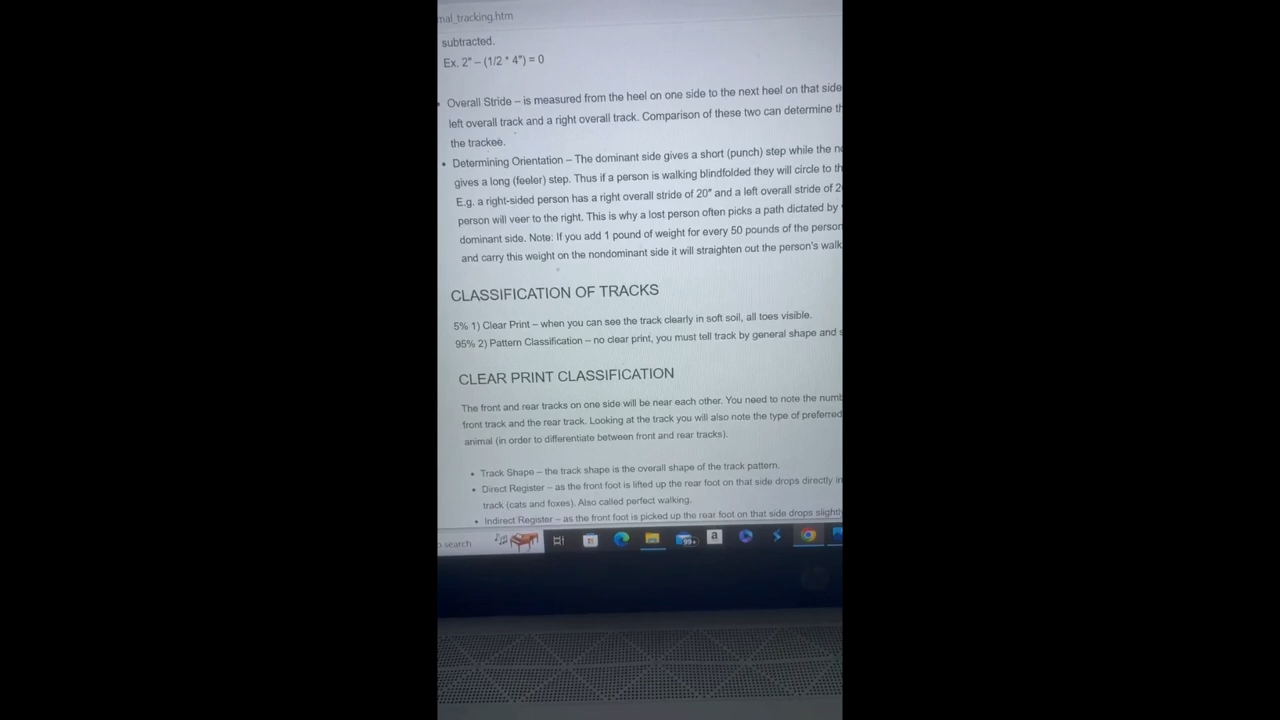 mal_tracking.htm
subtracted.
Ex. 2" – (1/2 * 4") = 0
• Overall Stride – is measured from the heel on one side to the next heel on that side
left overall track and a right overall track. Comparison of these two can determine
the trackee.
• Determining Orientation – The dominant side gives a short (punch) step while the
gives a long (feeler) step. Thus if a person is walking blindfolded they will circle to
E.g. a right-sided person has a right overall stride of 20" and a left overall stride of
person will veer to the right. This is why a lost person often picks a path dictated by
dominant side. Note: If you add 1 pound of weight for every 50 pounds of the person
and carry this weight on the nondominant side it will straighten out the person's walk
CLASSIFICATION OF TRACKS
5% 1) Clear Print – when you can see the track clearly in soft soil, all toes visible.
95% 2) Pattern Classification – no clear print, you must tell track by general shape and
CLEAR PRINT CLASSIFICATION
The front and rear tracks on one side will be near each other. You need to note the
front track and the rear track. Looking at the track you will also note the type of preferred
animal (in order to differentiate between front and rear tracks).
• Track Shape – the track shape is the overall shape of the track pattern.
• Direct Register – as the front foot is lifted up the rear foot on that side drops directly
track (cats and foxes). Also called perfect walking.
• Indirect Register – as the front foot is picked up the rear foot on that side drops slightly
search
99+
a